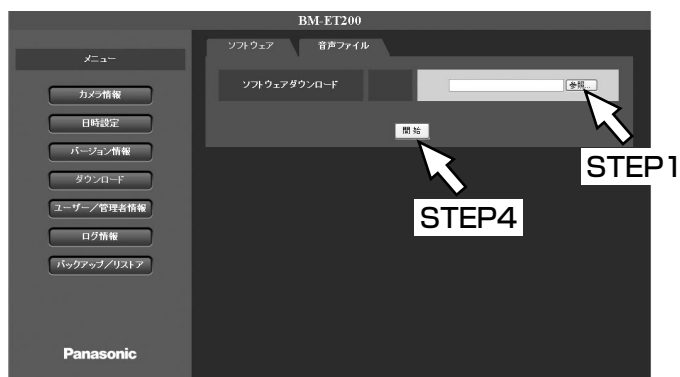 BM-ET200
メニュー
カメラ情報
日時設定
バージョン情報
ダウンロード
ユーザー/管理者情報
ログ情報
バックアップ/リストア
Panasonic
ソフトウェア
音声ファイル
ソフトウェアダウンロード
参照...
開始
STEP1
STEP4